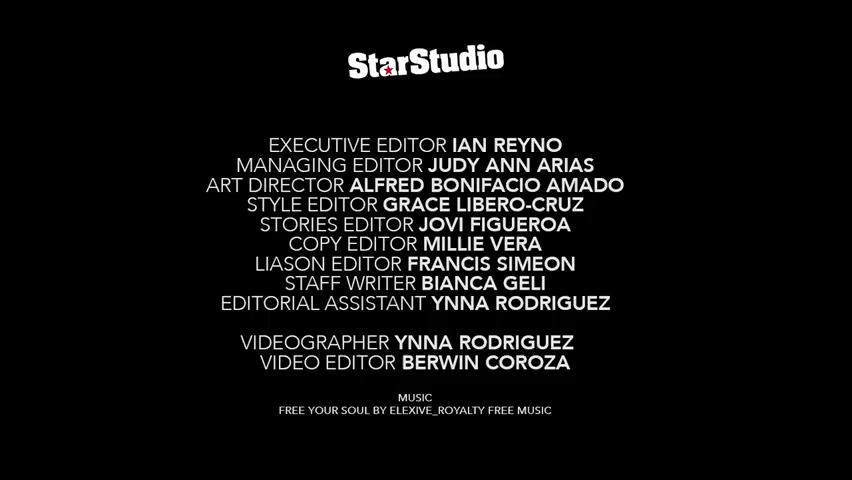 StarStudio
EXECUTIVE EDITOR IAN REYNO
MANAGING EDITOR JUDY ANN ARIAS
ART DIRECTOR ALFRED BONIFACIO AMADO
STYLE EDITOR GRACE LIBERO-CRUZ
STORIES EDITOR JOVI FIGUEROA
COPY EDITOR MILLIE VERA
LIASON EDITOR FRANCIS SIMEON
STAFF WRITER BIANCA GELI
EDITORIAL ASSISTANT YNNA RODRIGUEZ
VIDEOGRAPHER YNNA RODRIGUEZ
VIDEO EDITOR BERWIN COROZA
MUSIC
FREE YOUR SOUL BY ELEXIVE_ROYALTY FREE MUSIC